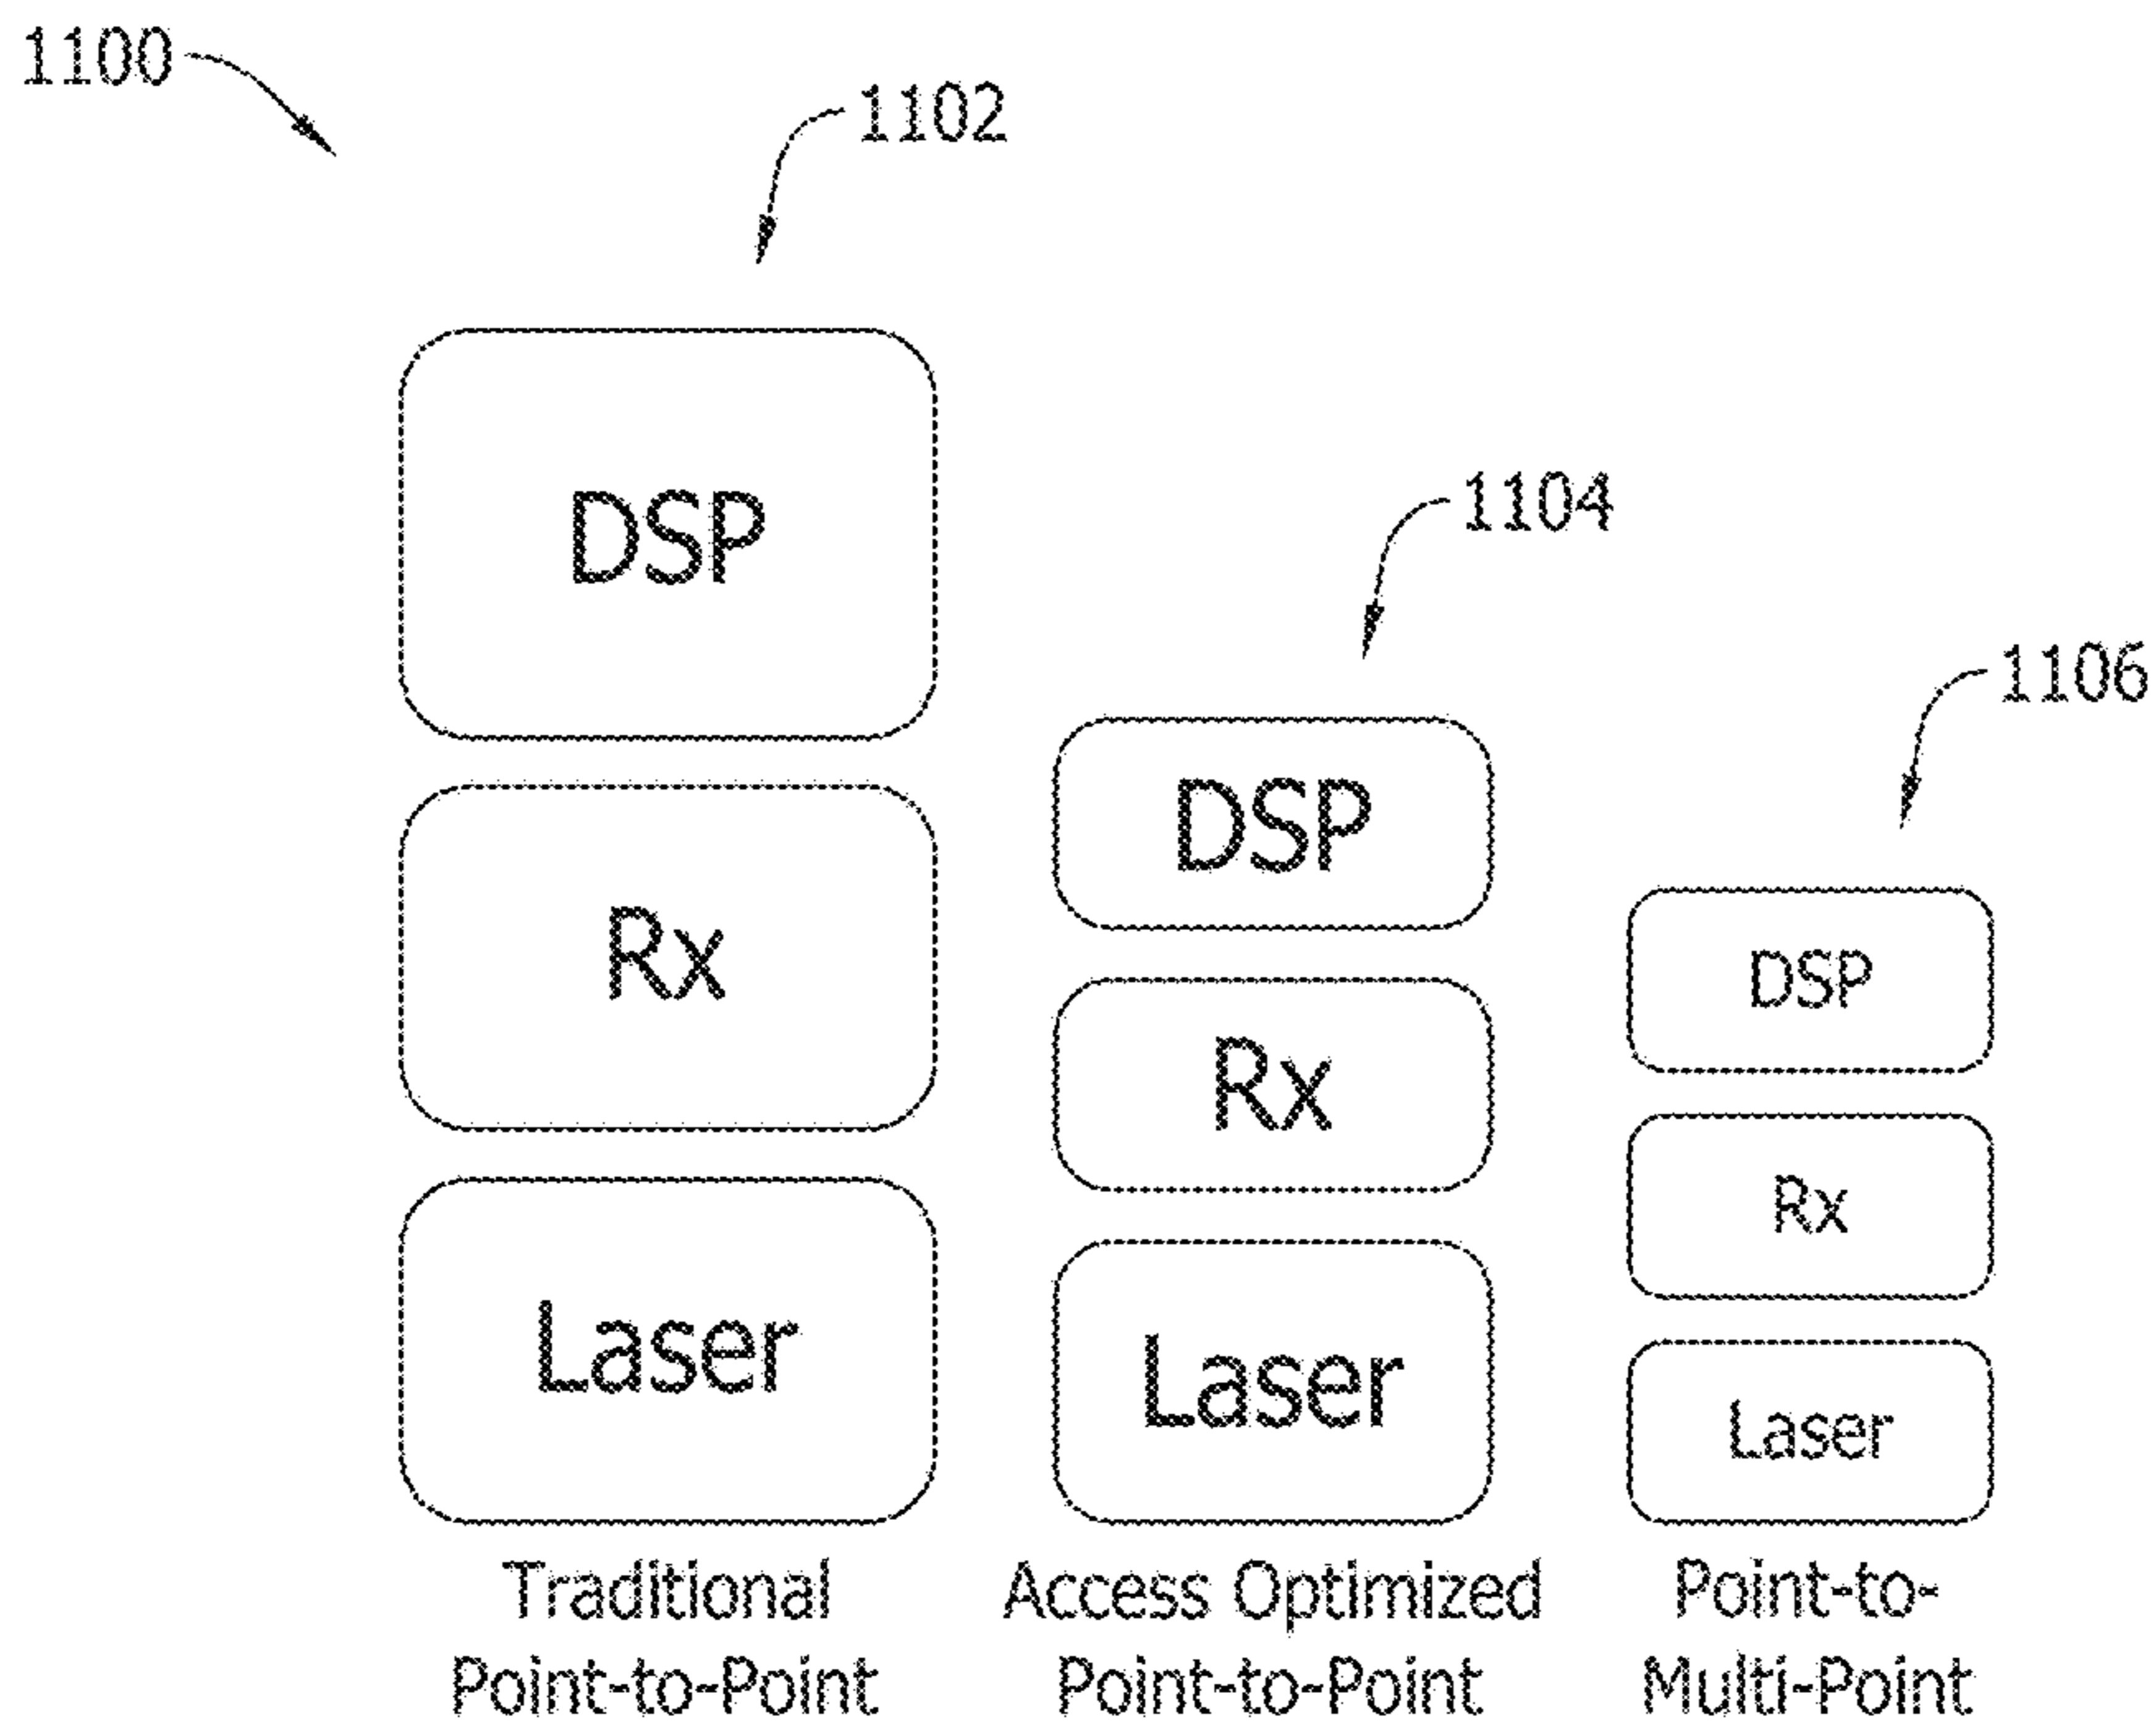 1100
1102
1104
1106
DSP
Rx
Laser
DSP
Rx
Laser
DSP
Rx
Laser
Traditional
Point-to-Point
Access Optimized
Point-to-Point
Point-to-
Multi-Point